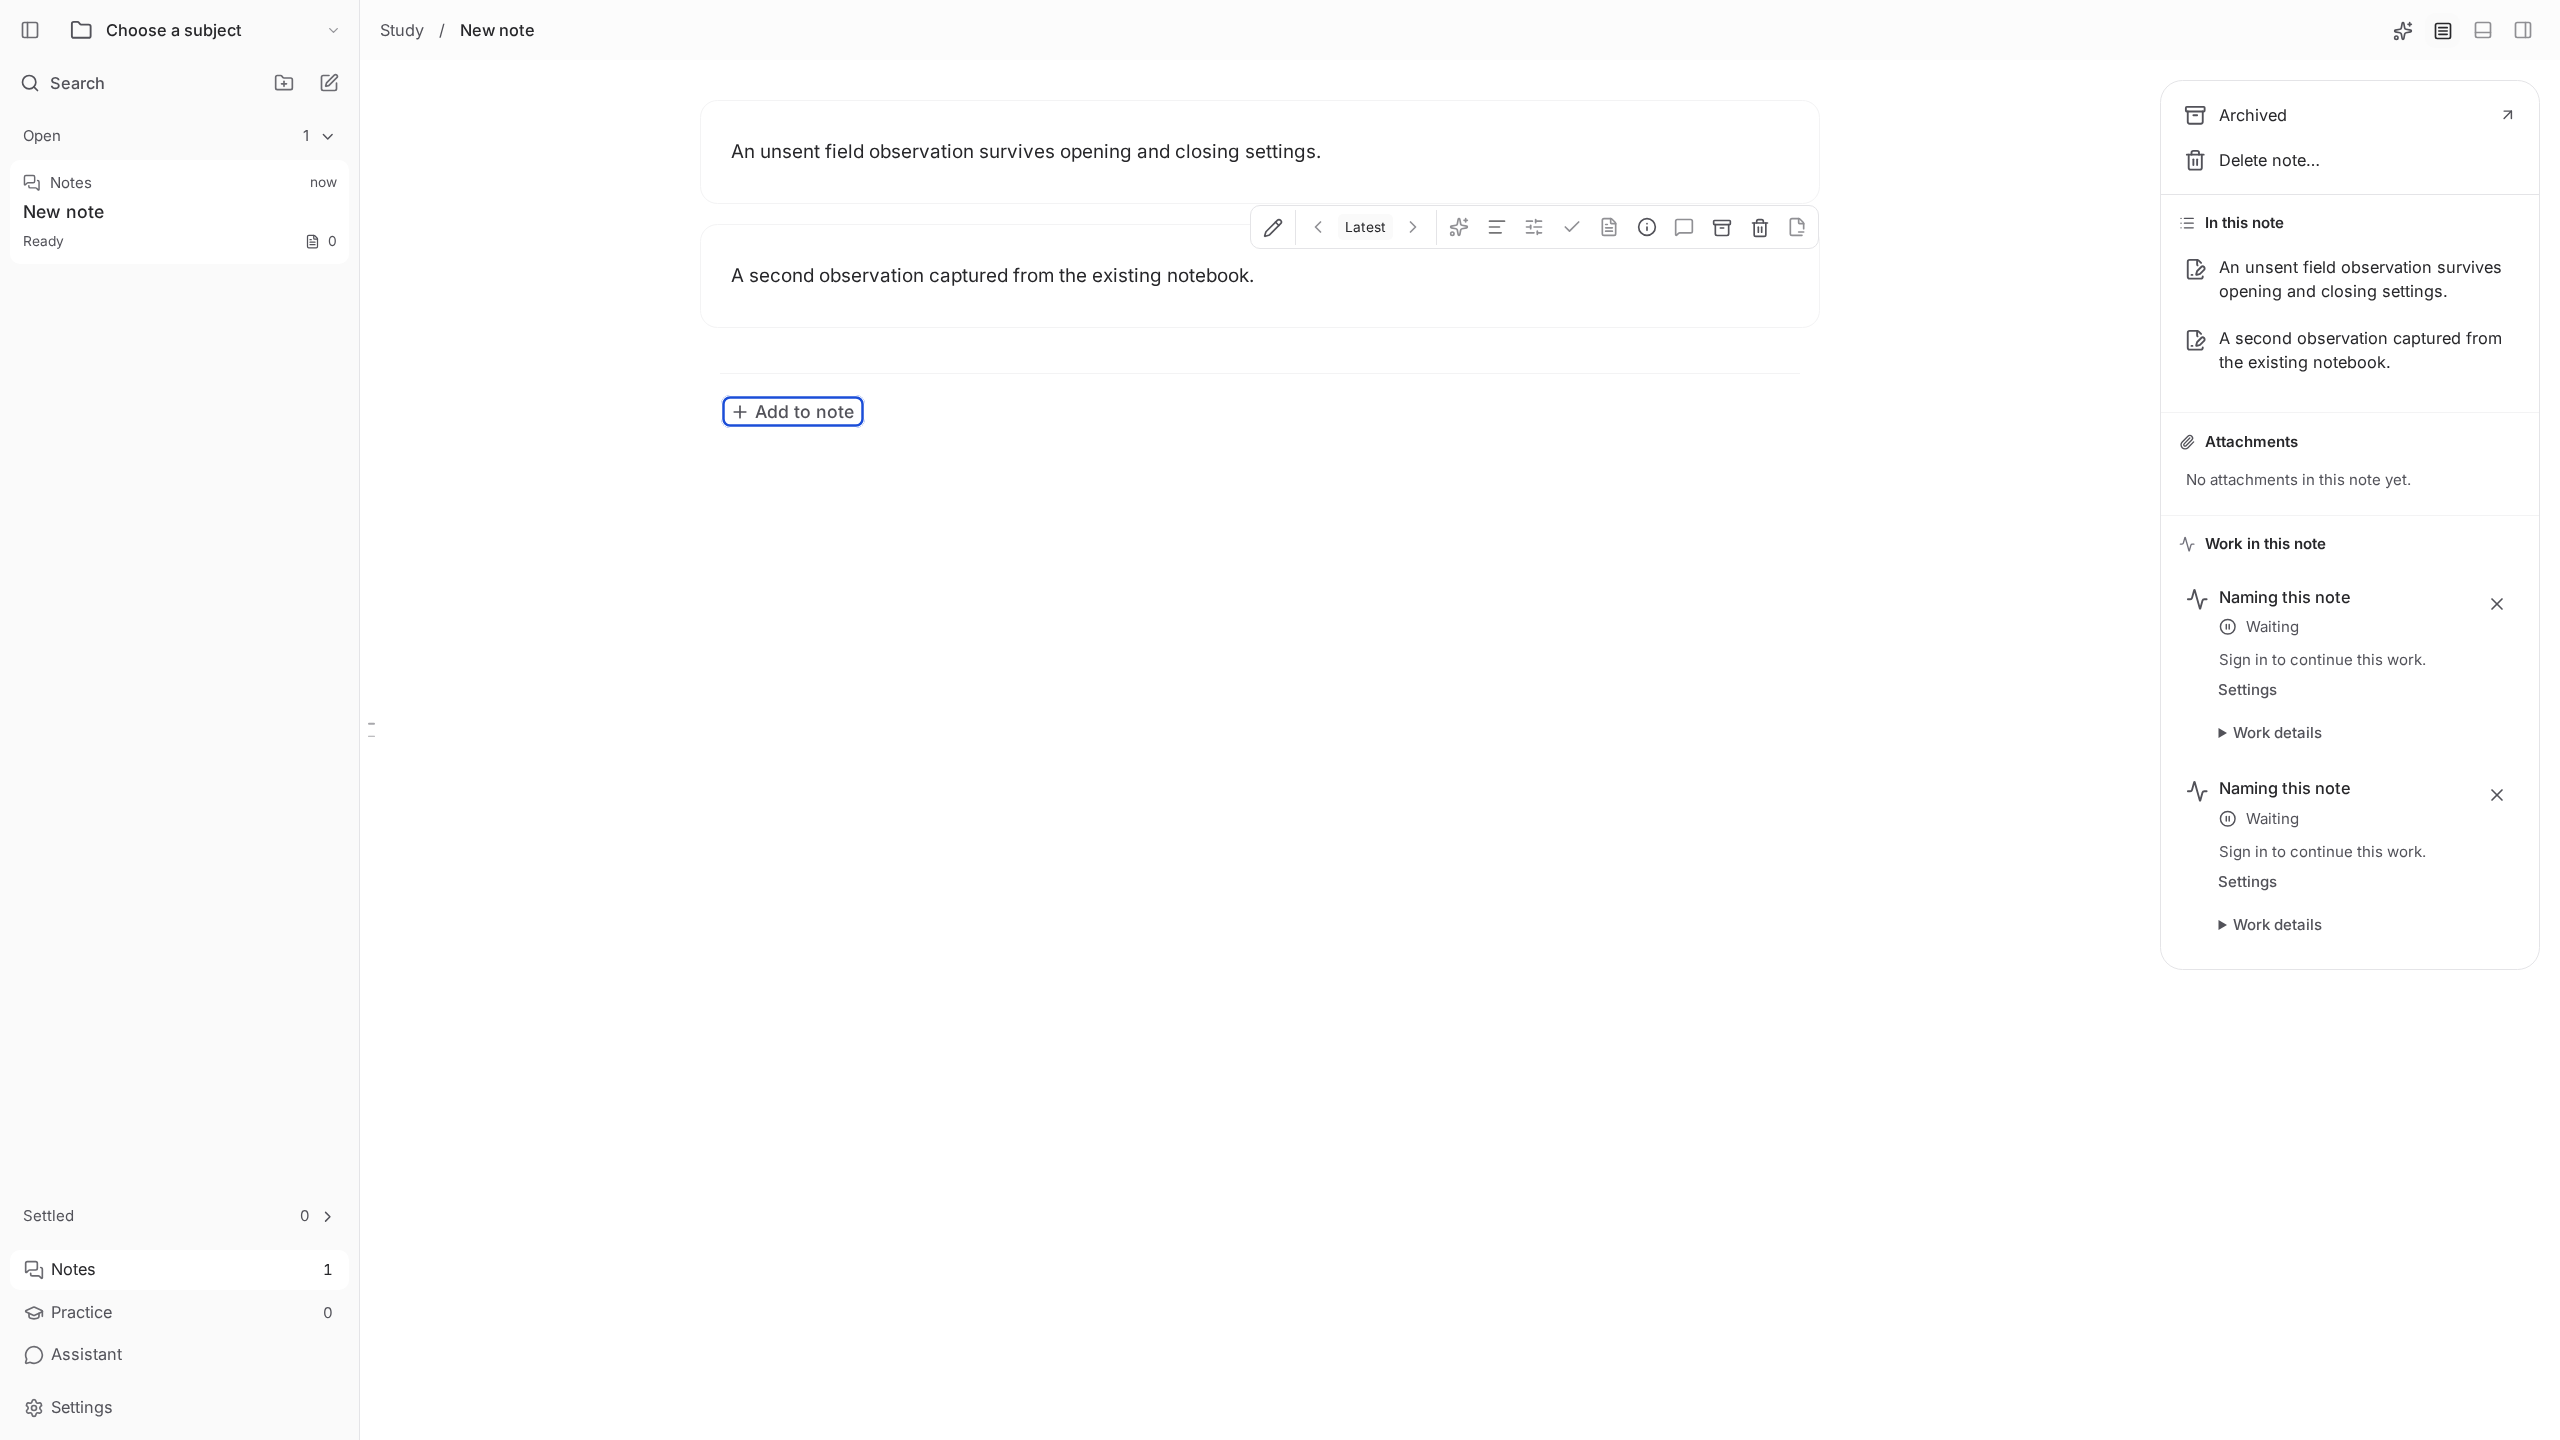 Choose a subject
Study / New note
Search
Open 1
Notes now
New note
Ready 0
An unsent field observation survives opening and closing settings.
Latest
A second observation captured from the existing notebook.
+ Add to note
Archived
Delete note...
In this note
An unsent field observation survives
opening and closing settings.
A second observation captured from
the existing notebook.
Attachments
No attachments in this note yet.
Work in this note
Naming this note
Waiting
Sign in to continue this work.
Settings
Work details
Naming this note
Waiting
Sign in to continue this work.
Settings
Work details
Settled 0
Notes 1
Practice 0
Assistant
Settings